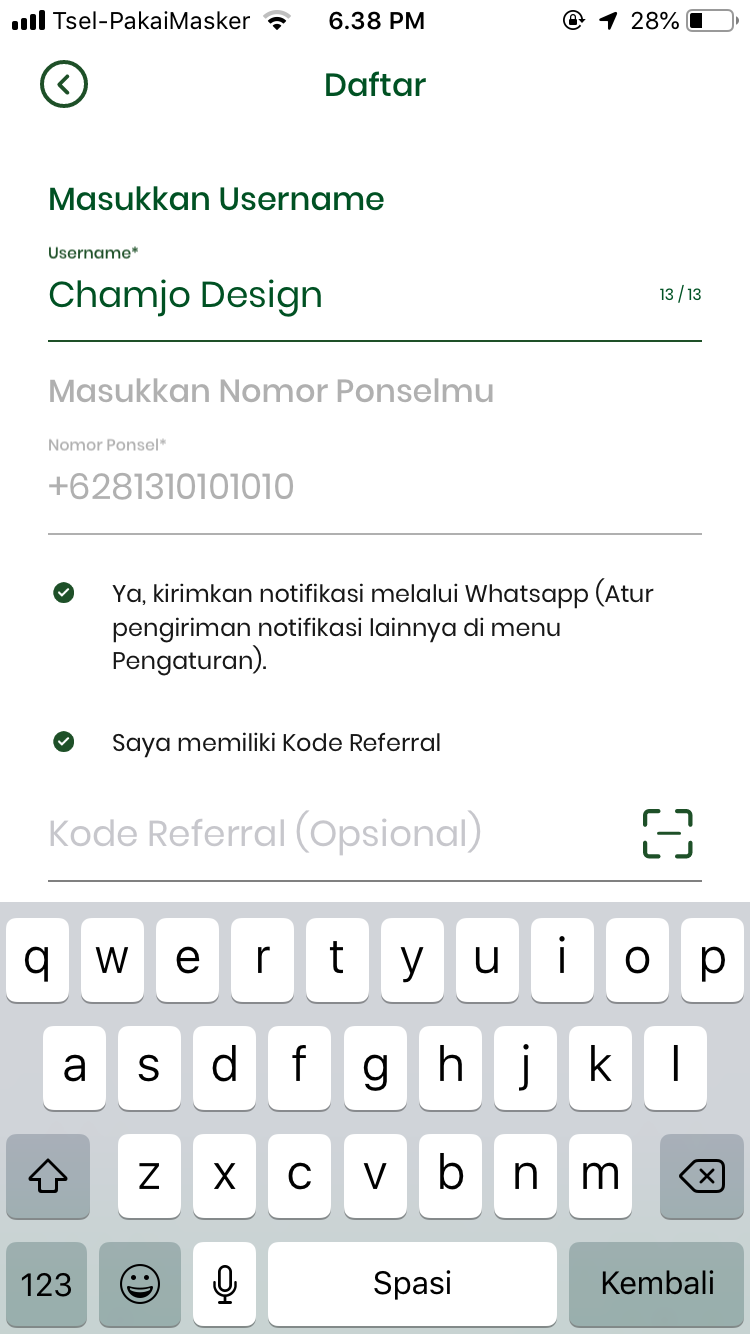 Tsel-PakaiMasker 6.38 PM 28%
Daftar
Masukkan Username
Username*
Chamjo Design 13 / 13
Masukkan Nomor Ponselmu
Nomor Ponsel*
+6281310101010
Ya, kirimkan notifikasi melalui Whatsapp (Atur
pengiriman notifikasi lainnya di menu
Pengaturan).
Saya memiliki Kode Referral
Kode Referral (Opsional)
q w e r t y u i o p
a s d f g h j k l
z x c v b n m
123 Spasi Kembali